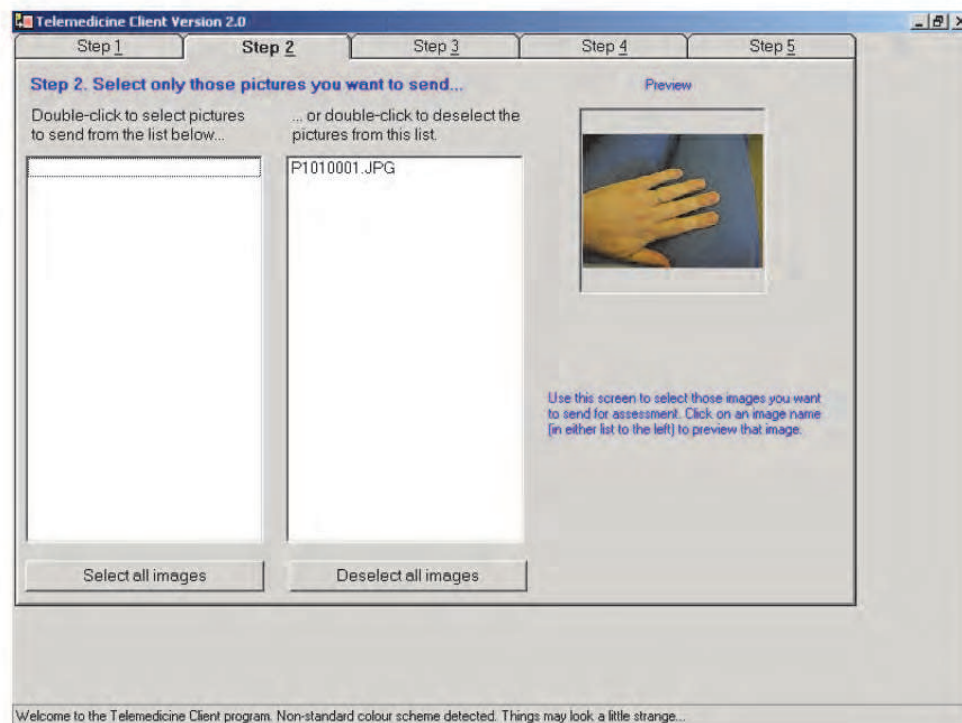 Telemedicine Client Version 2.0
Step 1
Step 2
Step 3
Step 4
Step 5
Step 2. Select only those pictures you want to send...
Preview
Double-click to select pictures
to send from the list below...
... or double-click to deselect the
pictures from this list.
P1010001.JPG
Use this screen to select those images you want
to send for assessment. Click on an image name
(in either list to the left) to preview that image.
Select all images
Deselect all images
Welcome to the Telemedicine Client program. Non-standard colour scheme detected. Things may look a little strange...